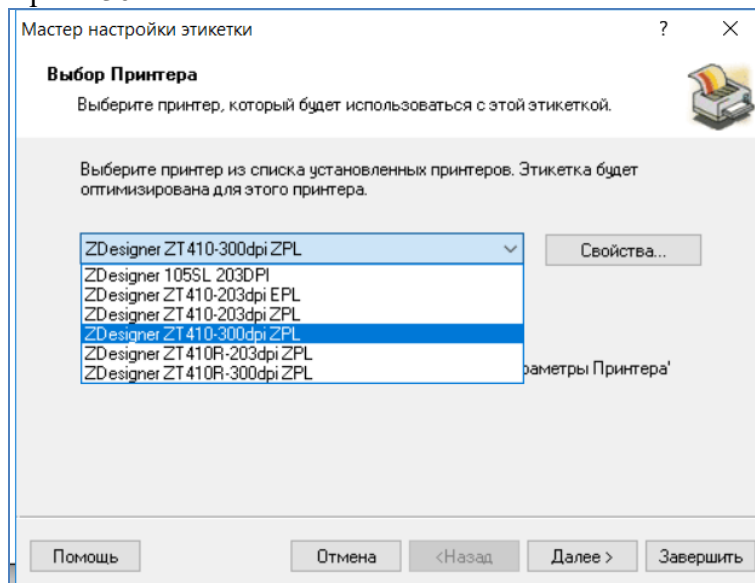 Мастер настройки этикетки ? ×
Выбор Принтера
Выберите принтер, который будет использоваться с этой этикеткой.
Выберите принтер из списка установленных принтеров. Этикетка будет
оптимизирована для этого принтера.
ZDesigner ZT410-300dpi ZPL
Свойства...
ZDesigner 105SL 203DPI
ZDesigner ZT410-203dpi EPL
ZDesigner ZT410-203dpi ZPL
ZDesigner ZT410-300dpi ZPL
ZDesigner ZT410R-203dpi ZPL
ZDesigner ZT410R-300dpi ZPL
раметры Принтера'
Помощь
Отмена
<Назад
Далее >
Завершить